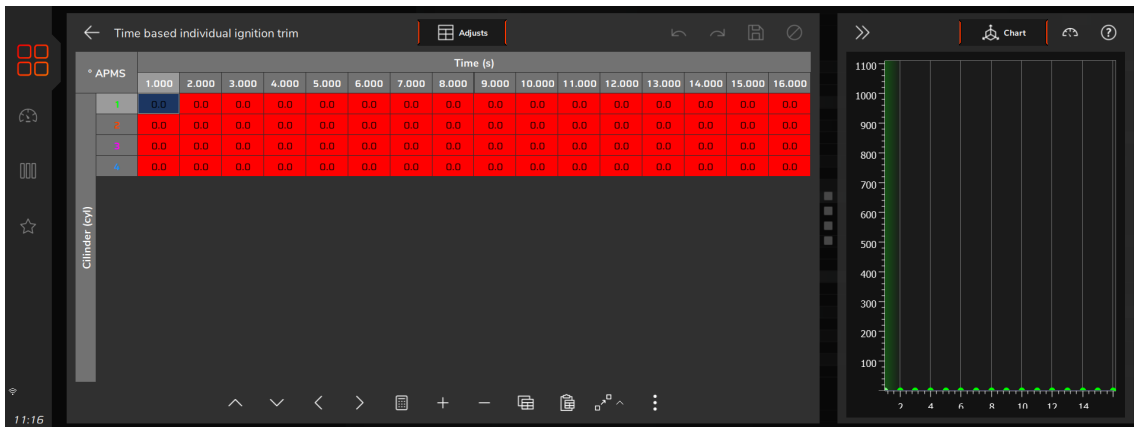 Time based individual ignition trim
Adjusts
Chart
° APMS
Time (s)
1.000 2.000 3.000 4.000 5.000 6.000 7.000 8.000 9.000 10.000 11.000 12.000 13.000 14.000 15.000 16.000
Cilinder (cyl)
0.0 0.0 0.0 0.0 0.0 0.0 0.0 0.0 0.0 0.0 0.0 0.0 0.0 0.0 0.0 0.0
0.0 0.0 0.0 0.0 0.0 0.0 0.0 0.0 0.0 0.0 0.0 0.0 0.0 0.0 0.0 0.0
0.0 0.0 0.0 0.0 0.0 0.0 0.0 0.0 0.0 0.0 0.0 0.0 0.0 0.0 0.0 0.0
0.0 0.0 0.0 0.0 0.0 0.0 0.0 0.0 0.0 0.0 0.0 0.0 0.0 0.0 0.0 0.0
11:16
1100
1000
900
800
700
600
500
400
300
200
100
2 4 6 8 10 12 14